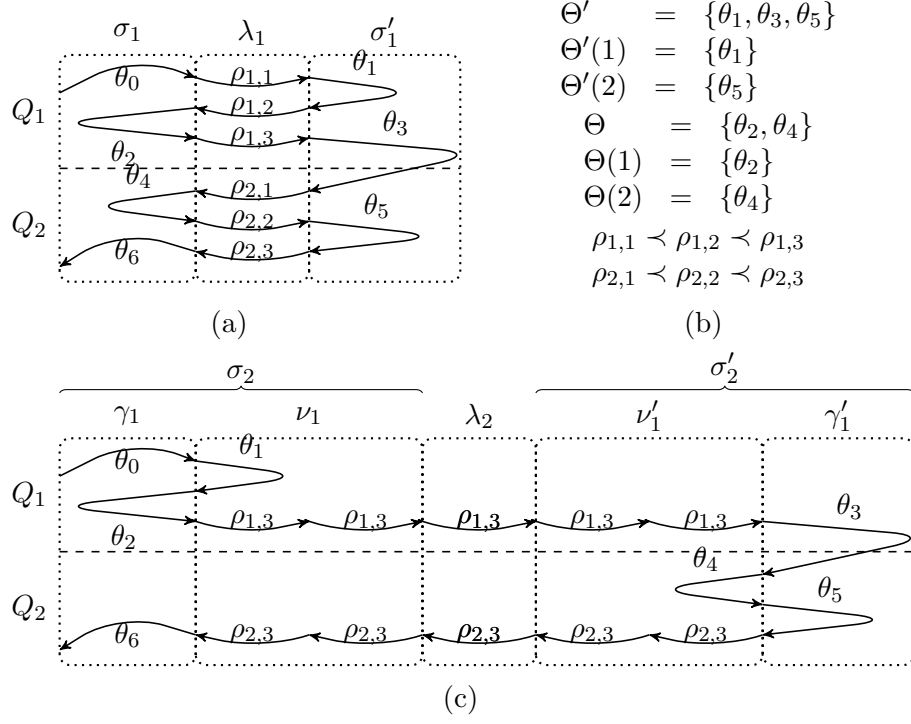 σ₁ λ₁ σ′₁
Q₁ θ₀ ρ₁,₁ θ₁
ρ₁,₂
θ₂ ρ₁,₃ θ₃
Q₂ θ₄ ρ₂,₁
ρ₂,₂ θ₅
θ₆ ρ₂,₃
(a)
Θ′ = {θ₁, θ₃, θ₅}
Θ′(1) = {θ₁}
Θ′(2) = {θ₅}
Θ = {θ₂, θ₄}
Θ(1) = {θ₂}
Θ(2) = {θ₄}
ρ₁,₁ ≺ ρ₁,₂ ≺ ρ₁,₃
ρ₂,₁ ≺ ρ₂,₂ ≺ ρ₂,₃
(b)
σ₂ σ′₂
γ₁ ν₁ λ₂ ν′₁ γ′₁
Q₁ θ₀ θ₁
θ₂ ρ₁,₃ ρ₁,₃ ρ₁,₃ ρ₁,₃ ρ₁,₃ θ₃
Q₂ θ₄ θ₅
θ₆ ρ₂,₃ ρ₂,₃ ρ₂,₃ ρ₂,₃ ρ₂,₃
(c)